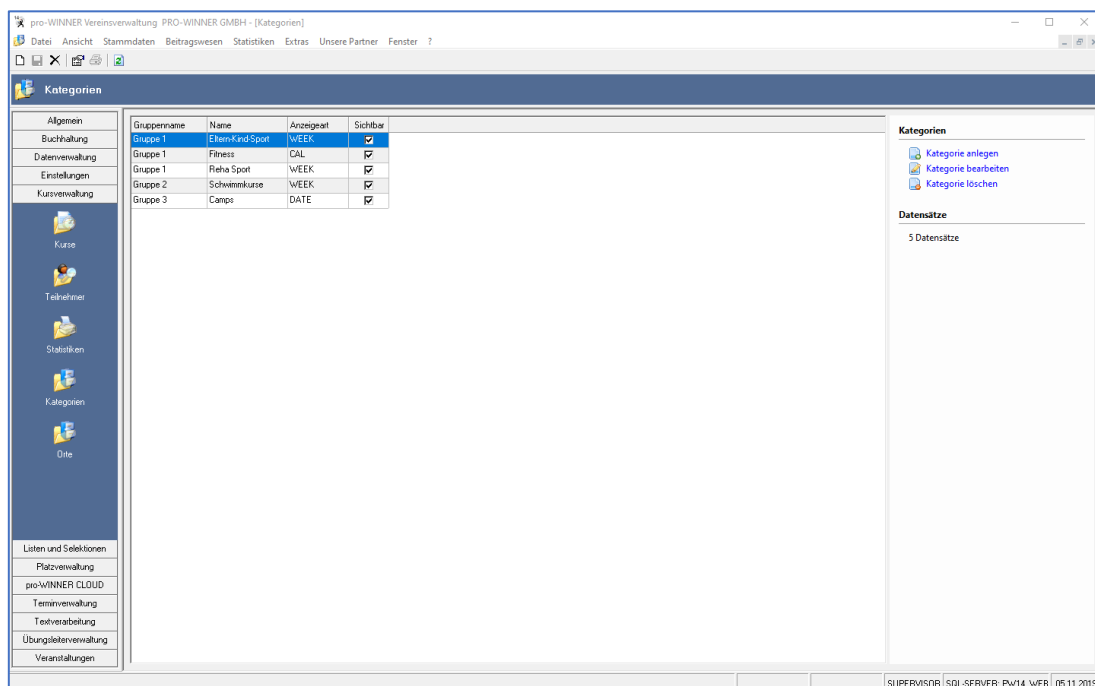 pro-WINNER Vereinsverwaltung PRO-WINNER GMBH - [Kategorien]
Datei Ansicht Stammdaten Beitragswesen Statistiken Extras Unsere Partner Fenster ?
Kategorien
Allgemein
Buchhaltung
Datenverwaltung
Einstellungen
Kursverwaltung
Kurse
Teilnehmer
Statistiken
Kategorien
Orte
Listen und Selektionen
Platzverwaltung
pro-WINNER CLOUD
Terminverwaltung
Textverarbeitung
Übungsleiterverwaltung
Veranstaltungen
Gruppenname Name Anzeigeart Sichtbar
Gruppe 1 Eltern-Kind-Sport WEEK
Gruppe 1 Fitness CAL
Gruppe 1 Reha Sport WEEK
Gruppe 2 Schwimmkurse WEEK
Gruppe 3 Camps DATE
Kategorien
Kategorie anlegen
Kategorie bearbeiten
Kategorie löschen
Datensätze
5 Datensätze
SUPERVISOR SQL-SERVER: PW14_WEB 05.11.2019